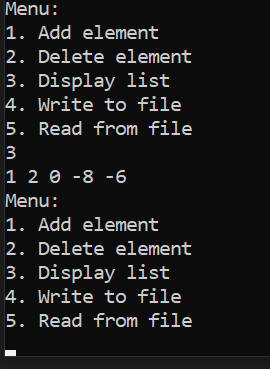 Menu:
1. Add element
2. Delete element
3. Display list
4. Write to file
5. Read from file
3
1 2 0 -8 -6
Menu:
1. Add element
2. Delete element
3. Display list
4. Write to file
5. Read from file